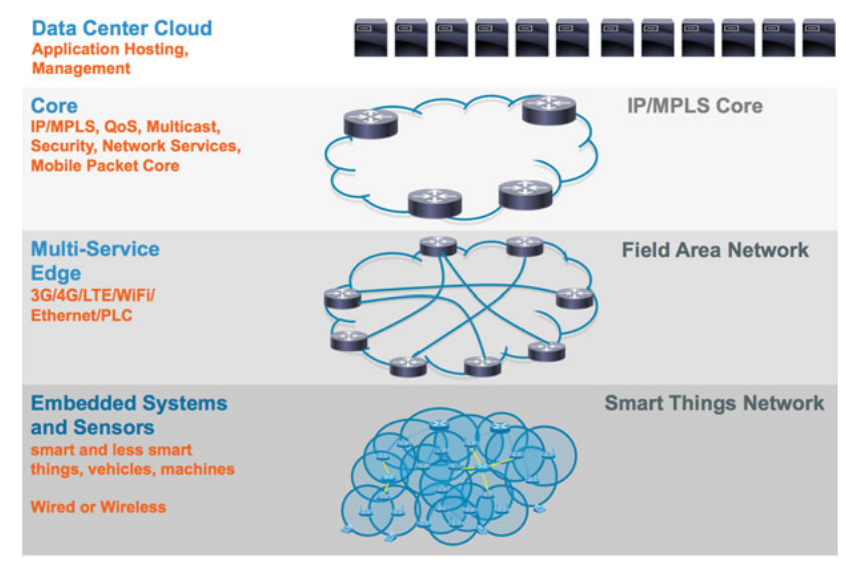 Data Center Cloud
Application Hosting,
Management
Core
IP/MPLS Core
IP/MPLS, QoS, Multicast,
Security, Network Services,
Mobile Packet Core
Multi-Service
Edge
Field Area Network
3G/4G/LTE/WiFi/
Ethernet/PLC
Embedded Systems
and Sensors
Smart Things Network
smart and less smart
things, vehicles, machines
Wired or Wireless